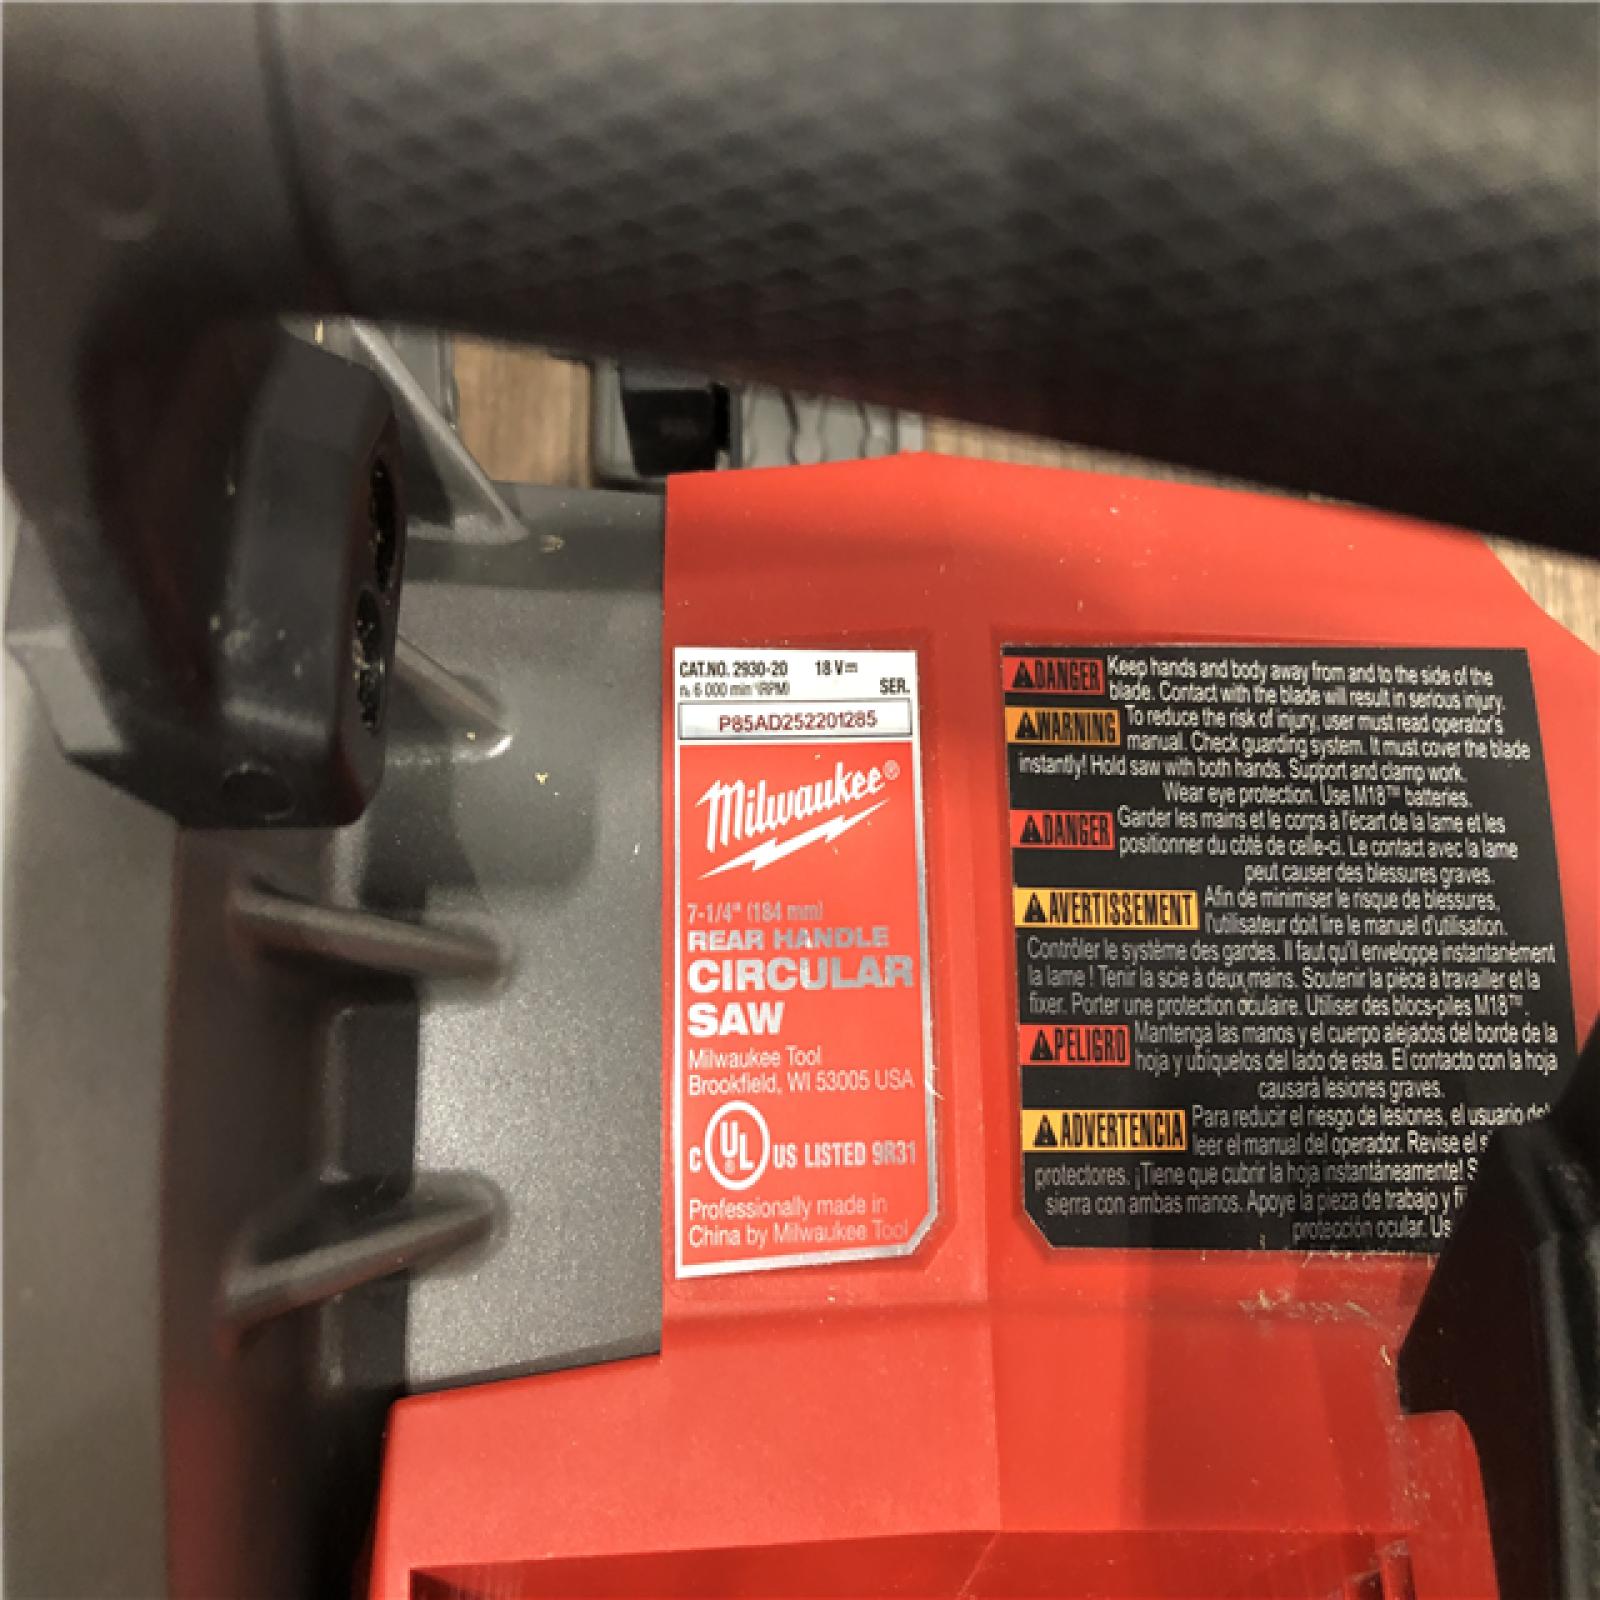 CAT.NO. 2930-20 18 V⎓
n₀ 6 000 min⁻¹(RPM) SER.
P85AD252201285
Milwaukee®
7-1/4" (184 mm)
REAR HANDLE
CIRCULAR
SAW
Milwaukee Tool
Brookfield, WI 53005 USA
C UL ® US LISTED 9R31
Professionally made in
China by Milwaukee Tool
DANGER Keep hands and body away from and to the side of the
blade. Contact with the blade will result in serious injury.
WARNING To reduce the risk of injury, user must read operator's
manual. Check guarding system. It must cover the blade
instantly! Hold saw with both hands. Support and clamp work.
Wear eye protection. Use M18™ batteries.
DANGER Garder les mains et le corps à l'écart de la lame et les
positionner du côté de celle-ci. Le contact avec la lame
peut causer des blessures graves.
AVERTISSEMENT Afin de minimiser le risque de blessures,
l'utilisateur doit lire le manuel d'utilisation.
Contrôler le système des gardes. Il faut qu'il enveloppe instantanément
la lame ! Tenir la scie à deux mains. Soutenir la pièce à travailler et la
fixer. Porter une protection oculaire. Utiliser des blocs-piles M18™.
PELIGRO Mantenga las manos y el cuerpo alejados del borde de la
hoja y ubíquelos del lado de esta. El contacto con la hoja
causará lesiones graves.
ADVERTENCIA Para reducir el riesgo de lesiones, el usuario
leer el manual del operador. Revise el
protectores. ¡Tiene que cubrir la hoja instantáneamente!
sierra con ambas manos. Apoye la pieza de trabajo y
protección ocular.